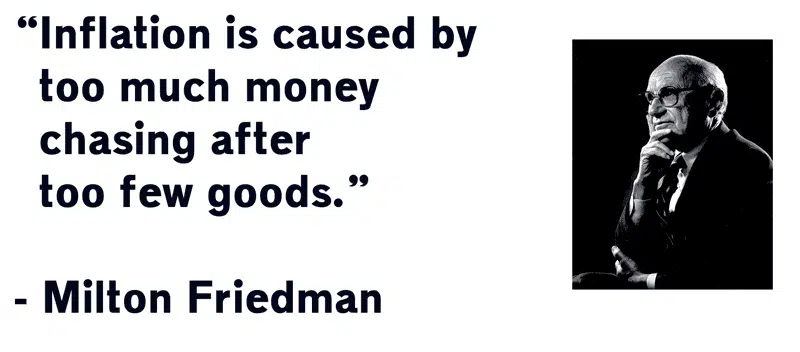 “Inflation is caused by
too much money
chasing after
too few goods.”
- Milton Friedman